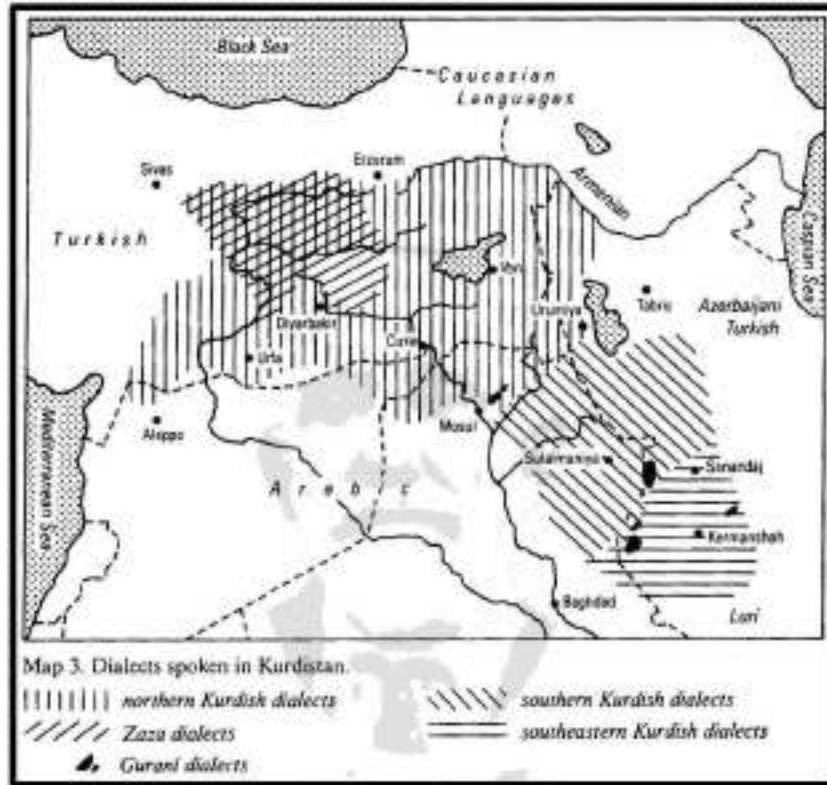 Black Sea
Caucasian
Languages
Sivas
Erzurum
Armenian
Caspian Sea
Turkish
Van
Tabriz
Urumiya
Azerbaijani
Turkish
Diyarbakir
Cizre
Urfa
Mediterranean Sea
Aleppo
Mosul
Sulaimaniya
Sanandaj
Arabic
Kermanshah
Baghdad
Luri
Map 3. Dialects spoken in Kurdistan.
northern Kurdish dialects
southern Kurdish dialects
Zaza dialects
southeastern Kurdish dialects
Gurani dialects